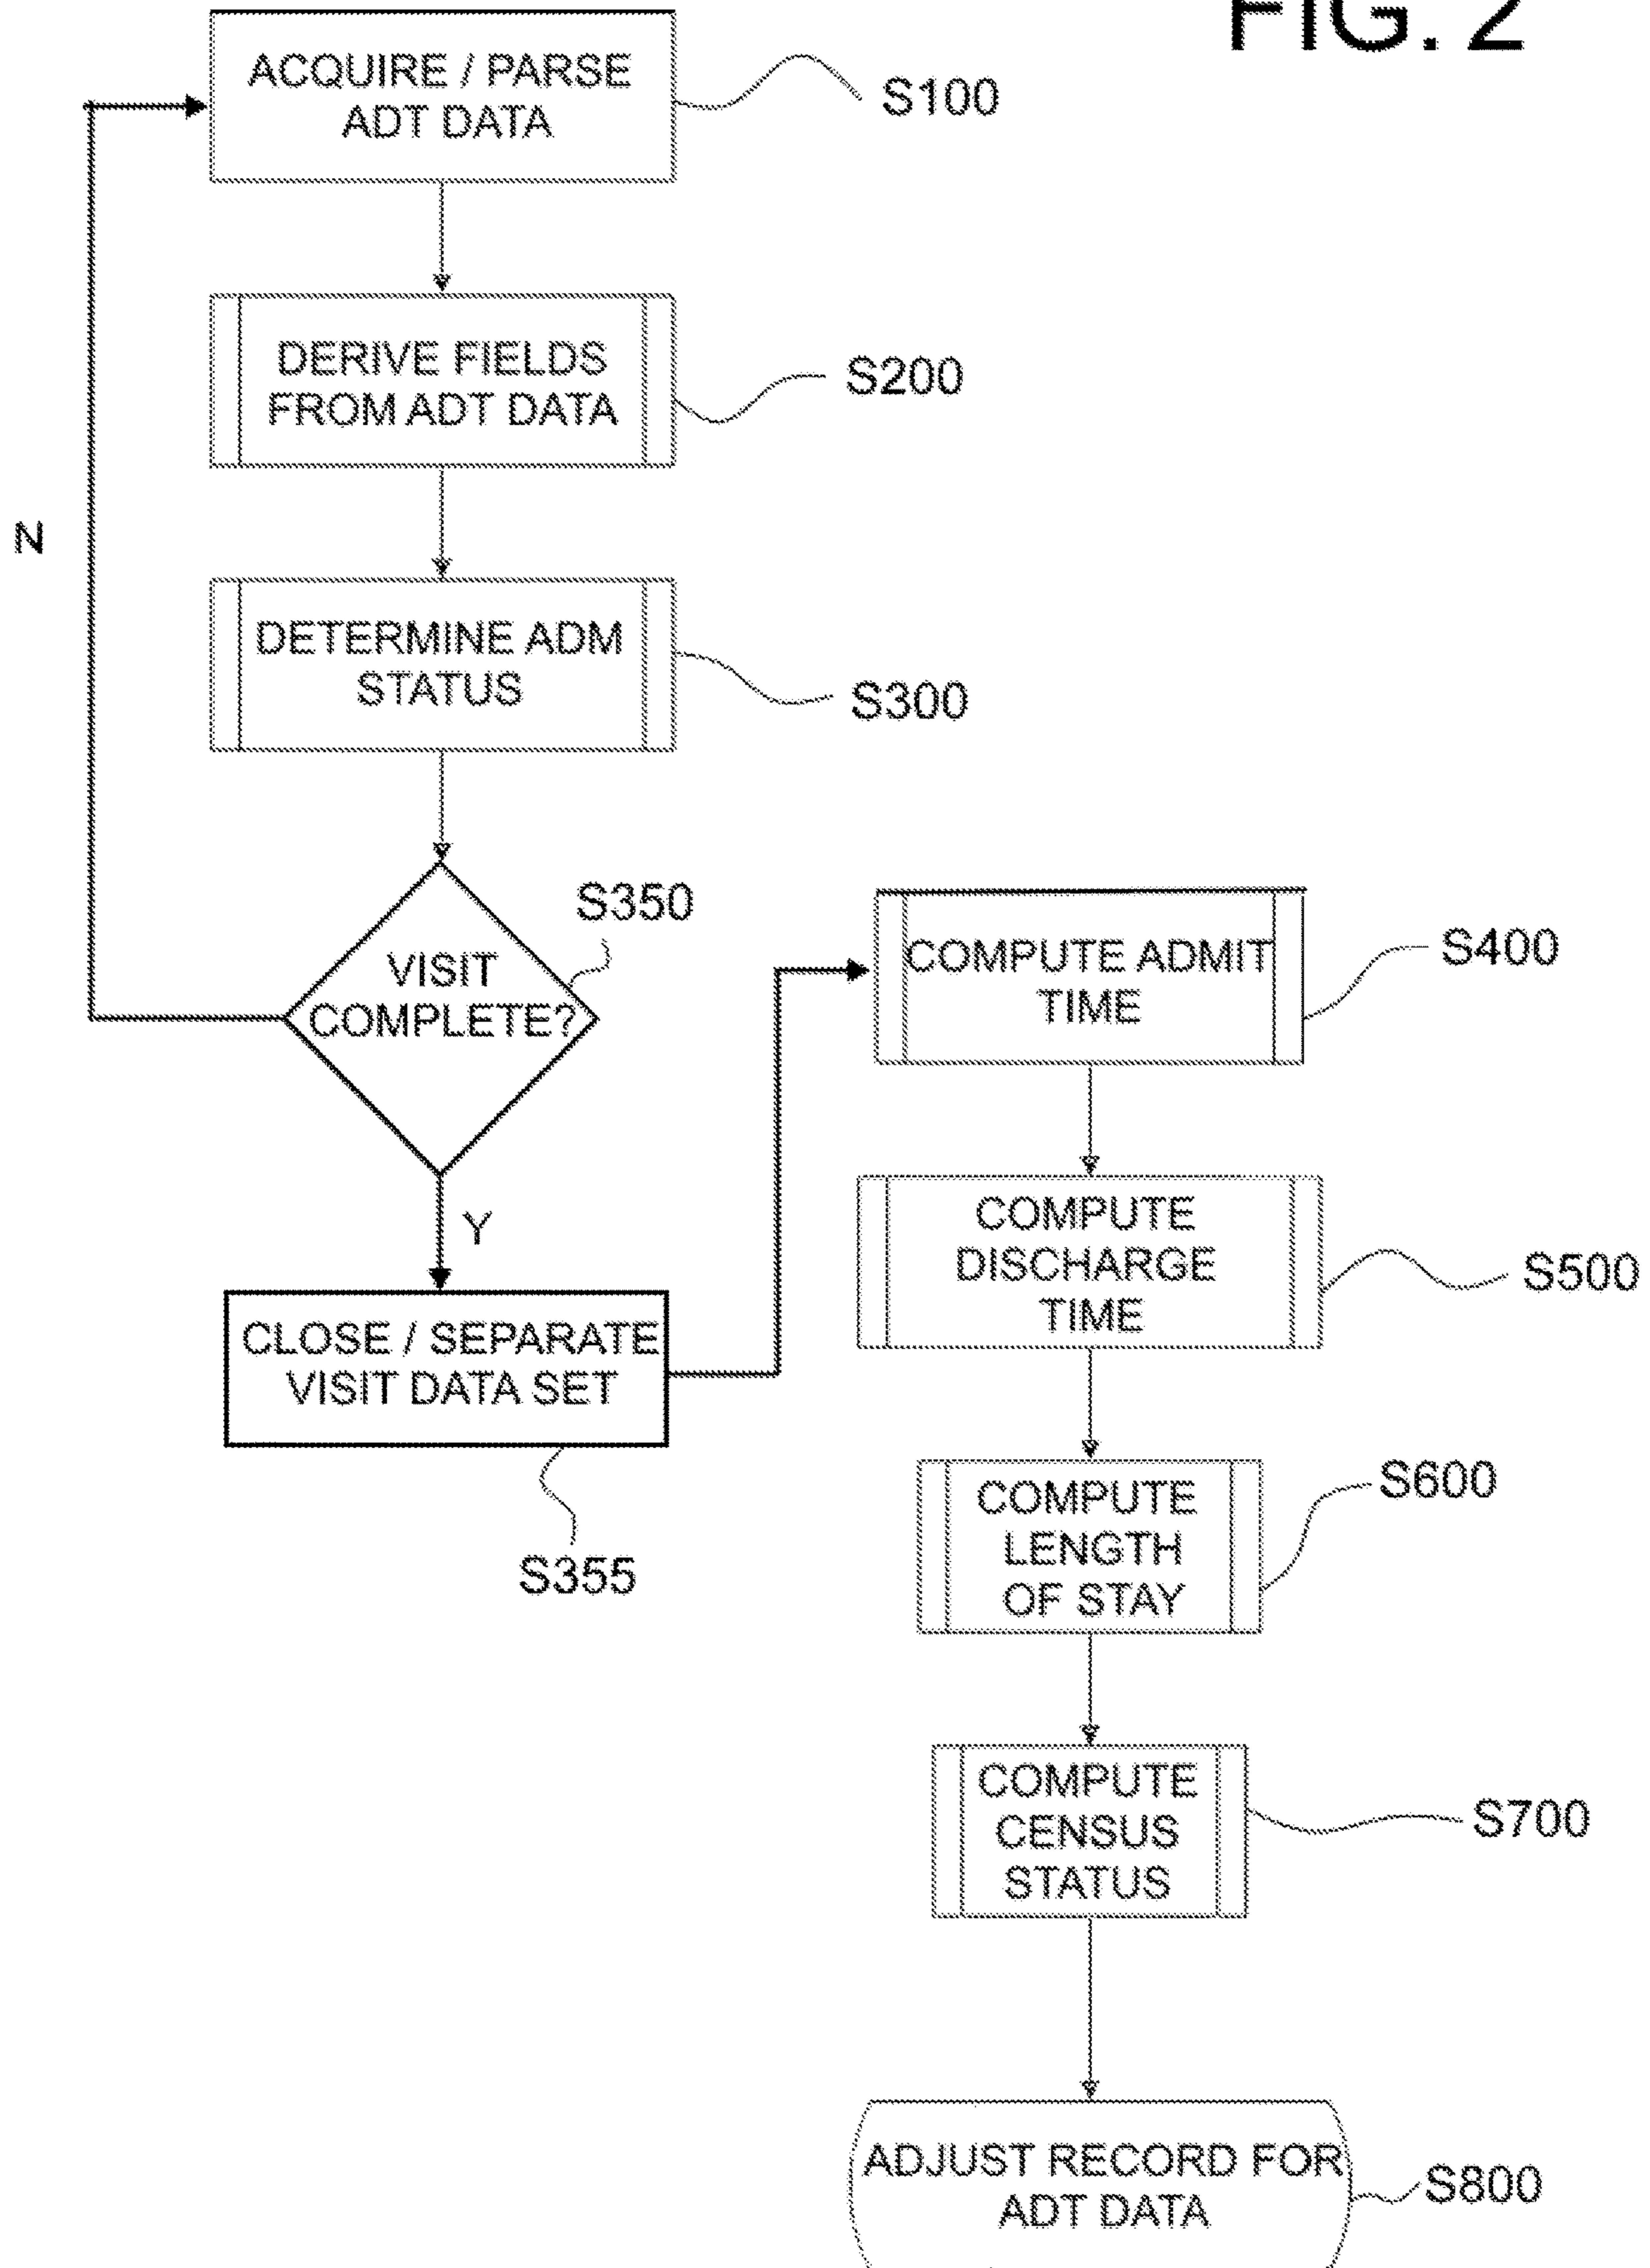 FIG. 2
ACQUIRE / PARSE
ADT DATA
S100
DERIVE FIELDS
FROM ADT DATA
S200
N
DETERMINE ADM
STATUS
S300
S350
VISIT
COMPLETE?
Y
CLOSE / SEPARATE
VISIT DATA SET
S355
COMPUTE ADMIT
TIME
S400
COMPUTE
DISCHARGE
TIME
S500
COMPUTE
LENGTH
OF STAY
S600
COMPUTE
CENSUS
STATUS
S700
ADJUST RECORD FOR
ADT DATA
S800